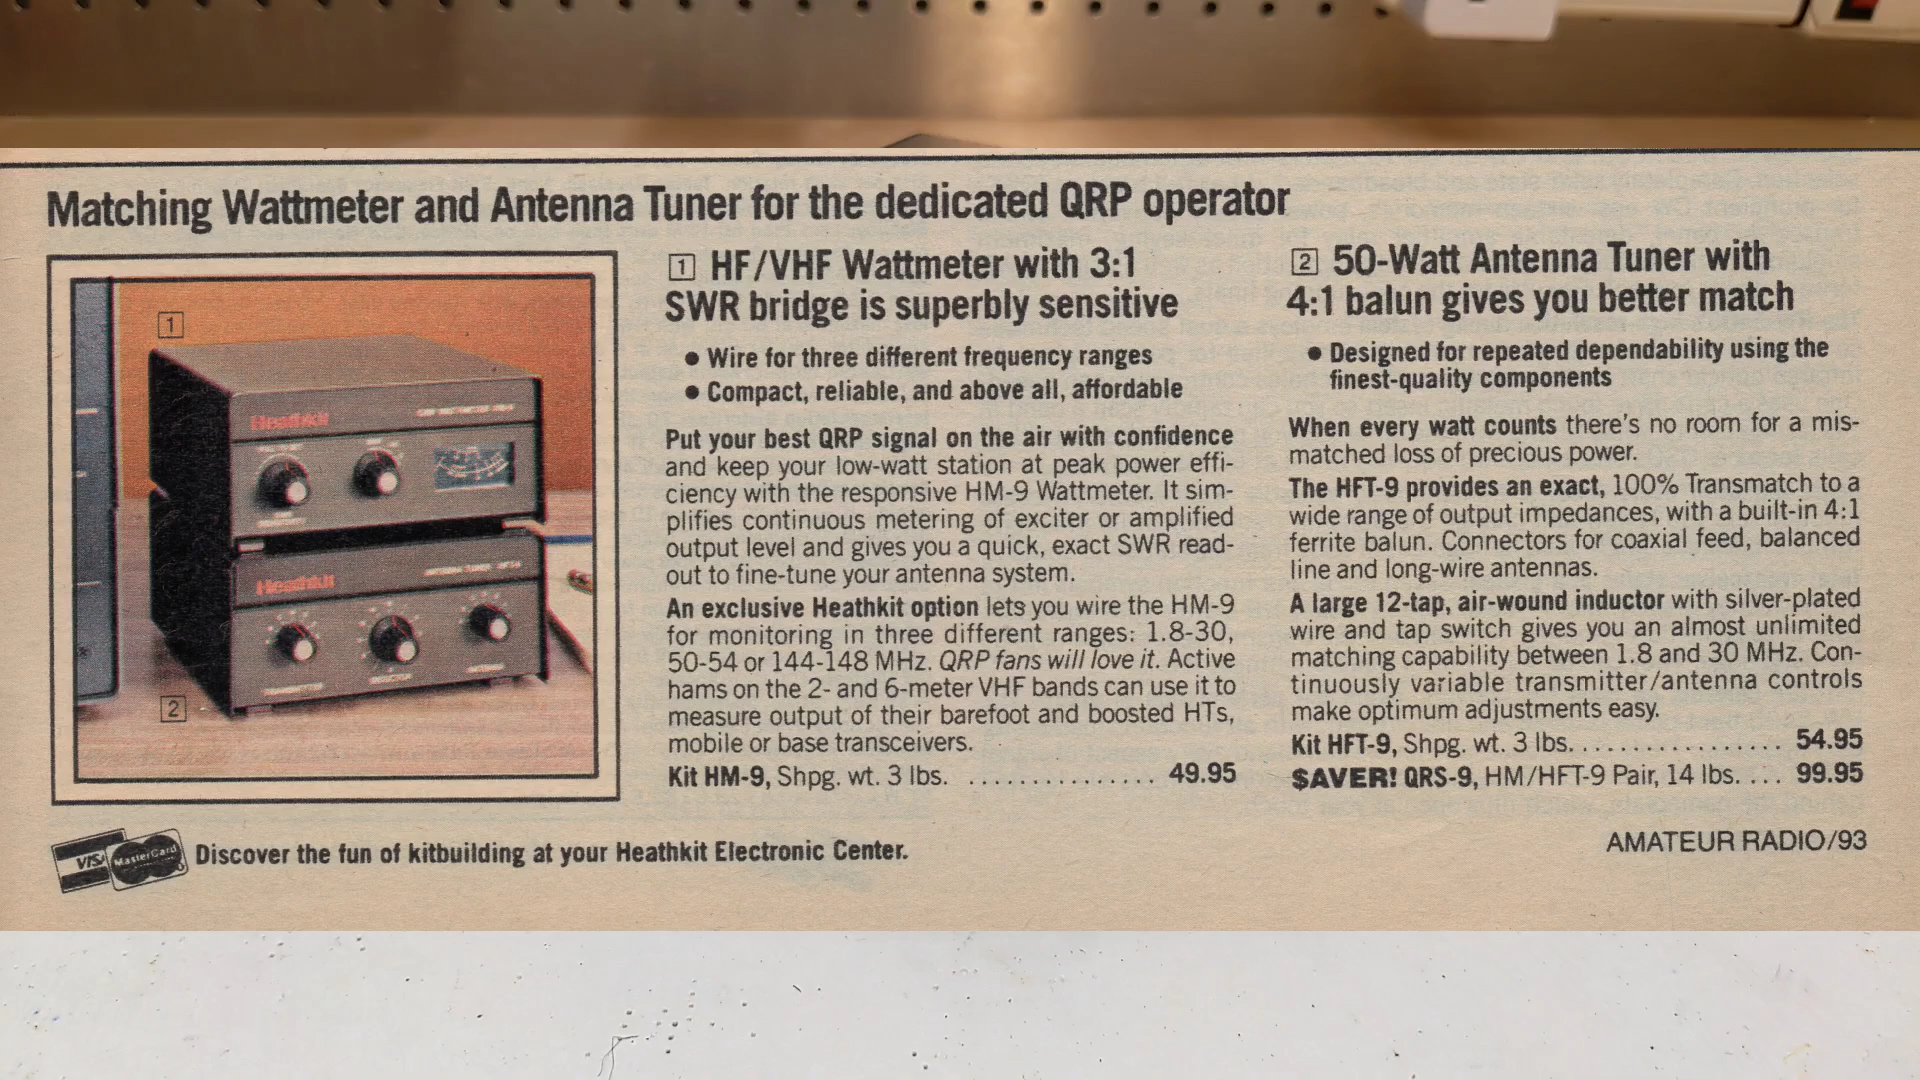 Matching Wattmeter and Antenna Tuner for the dedicated QRP operator
1
Heathkit
Heathkit
2
1 HF/VHF Wattmeter with 3:1
SWR bridge is superbly sensitive
● Wire for three different frequency ranges
● Compact, reliable, and above all, affordable
Put your best QRP signal on the air with confidence
and keep your low-watt station at peak power effi-
ciency with the responsive HM-9 Wattmeter. It sim-
plifies continuous metering of exciter or amplified
output level and gives you a quick, exact SWR read-
out to fine-tune your antenna system.
An exclusive Heathkit option lets you wire the HM-9
for monitoring in three different ranges: 1.8-30,
50-54 or 144-148 MHz. QRP fans will love it. Active
hams on the 2- and 6-meter VHF bands can use it to
measure output of their barefoot and boosted HTs,
mobile or base transceivers.
Kit HM-9, Shpg. wt. 3 lbs. ............... 49.95
2 50-Watt Antenna Tuner with
4:1 balun gives you better match
● Designed for repeated dependability using the
finest-quality components
When every watt counts there's no room for a mis-
matched loss of precious power.
The HFT-9 provides an exact, 100% Transmatch to a
wide range of output impedances, with a built-in 4:1
ferrite balun. Connectors for coaxial feed, balanced
line and long-wire antennas.
A large 12-tap, air-wound inductor with silver-plated
wire and tap switch gives you an almost unlimited
matching capability between 1.8 and 30 MHz. Con-
tinuously variable transmitter/antenna controls
make optimum adjustments easy.
Kit HFT-9, Shpg. wt. 3 lbs. ................ 54.95
$AVER! QRS-9, HM/HFT-9 Pair, 14 lbs. ... 99.95
VISA MasterCard Discover the fun of kitbuilding at your Heathkit Electronic Center.
AMATEUR RADIO/93